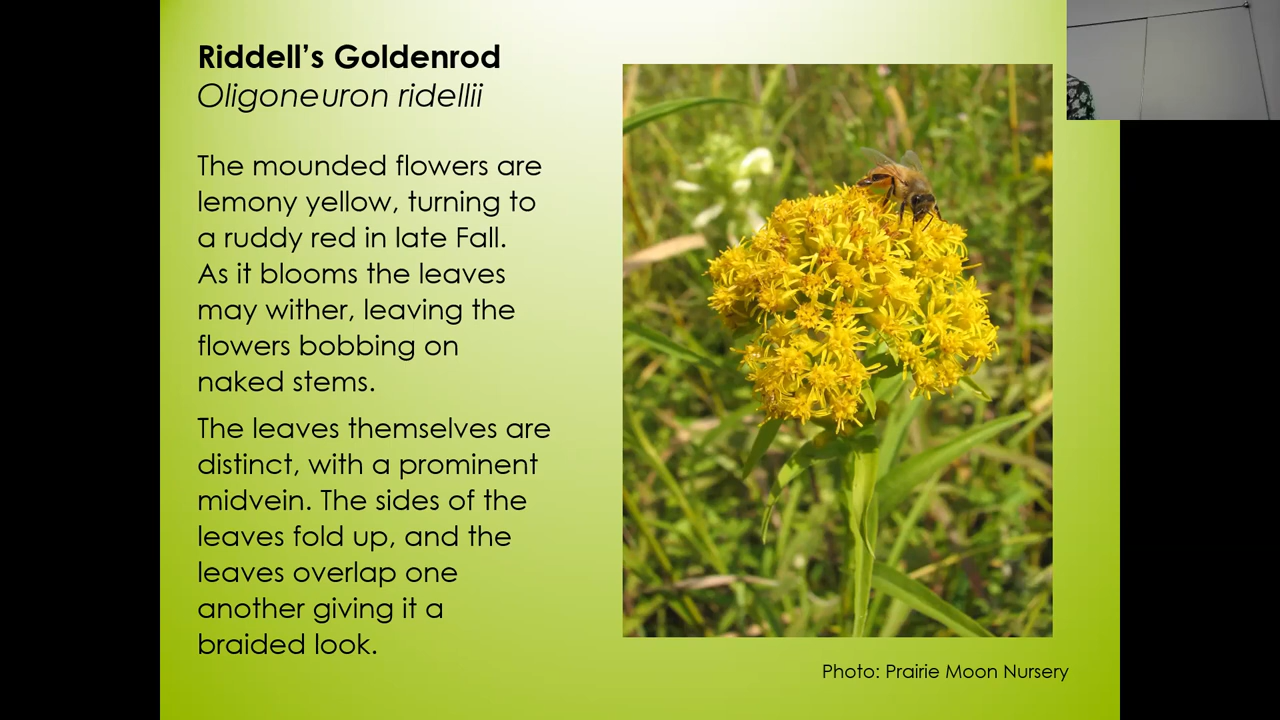 Riddell’s Goldenrod
Oligoneuron ridellii
The mounded flowers are
lemony yellow, turning to
a ruddy red in late Fall.
As it blooms the leaves
may wither, leaving the
flowers bobbing on
naked stems.
The leaves themselves are
distinct, with a prominent
midvein. The sides of the
leaves fold up, and the
leaves overlap one
another giving it a
braided look.
Photo: Prairie Moon Nursery